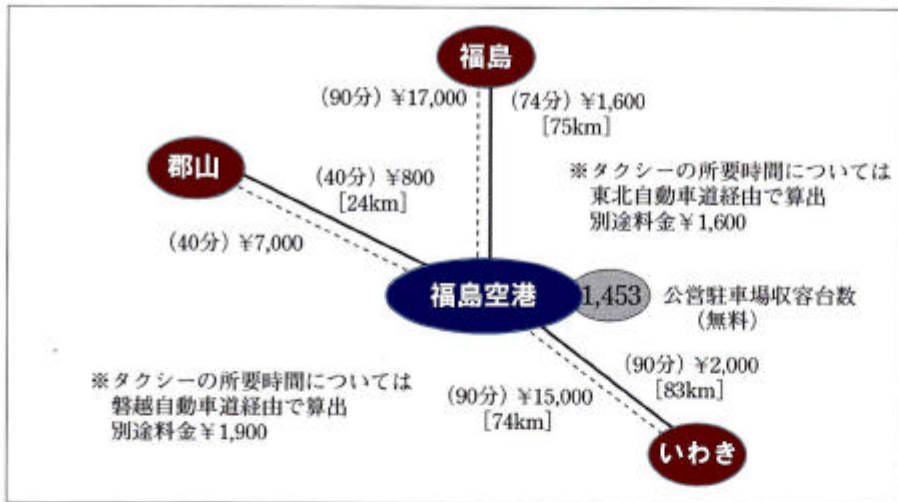 福島
(90分) ¥17,000
(74分) ¥1,600
[75km]
郡山
(40分) ¥800
[24km]
(40分) ¥7,000
※タクシーの所要時間については
東北自動車道経由で算出
別途料金¥1,600
福島空港
1,453
公営駐車場収容台数
(無料)
(90分) ¥2,000
[83km]
(90分) ¥15,000
[74km]
※タクシーの所要時間については
磐越自動車道経由で算出
別途料金¥1,900
いわき